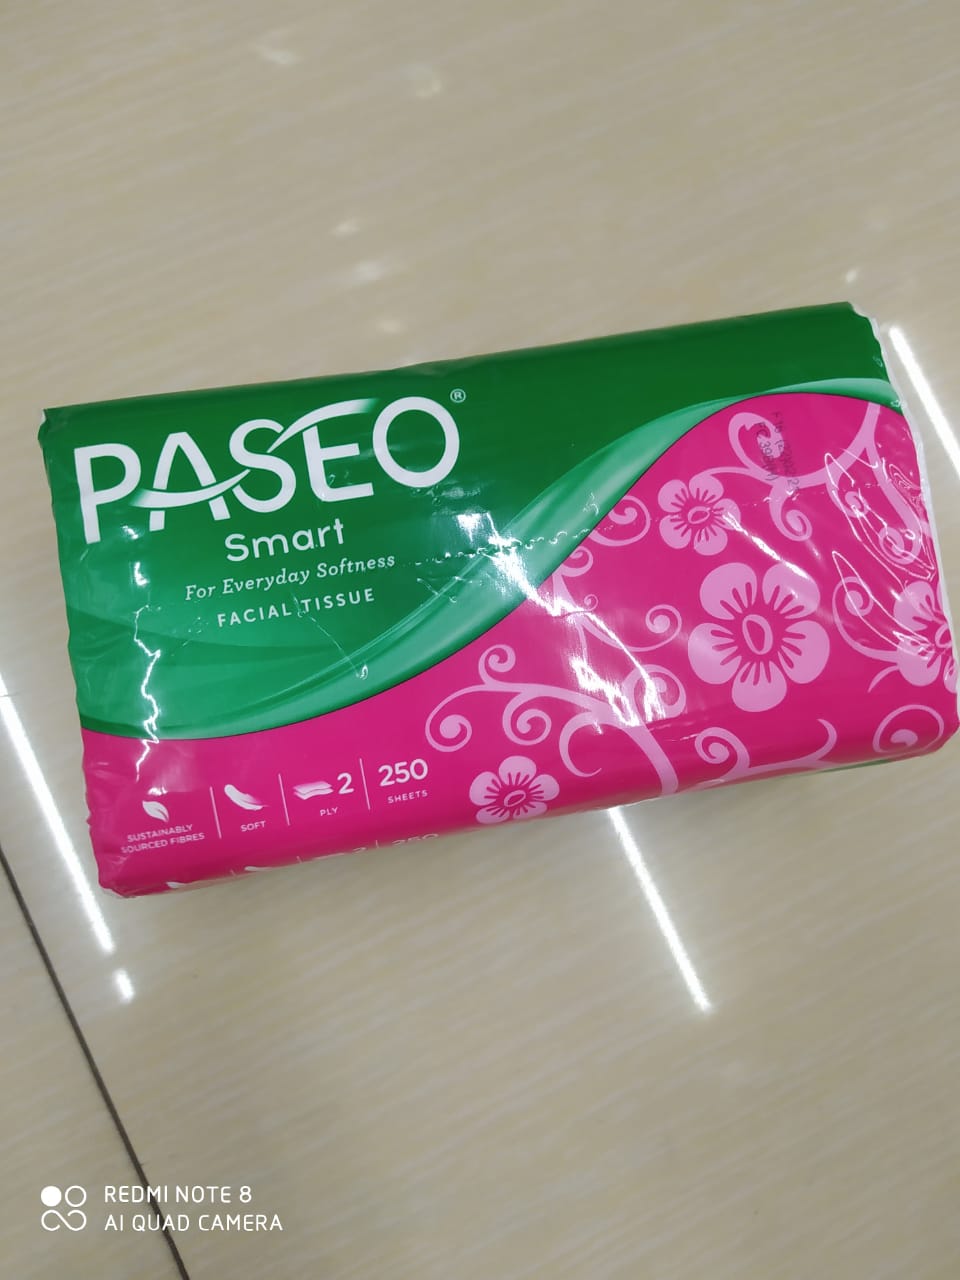 PASEO®
Smart
For Everyday Softness
FACIAL TISSUE
SUSTAINABLY
SOURCED FIBRES
SOFT
2
PLY
250
SHEETS
250
REDMI NOTE 8
AI QUAD CAMERA